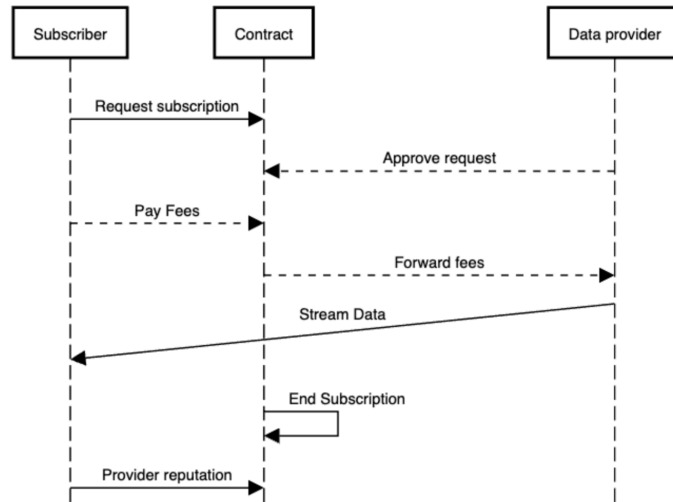 Subscriber
Contract
Data provider
Request subscription
Approve request
Pay Fees
Forward fees
Stream Data
End Subscription
Provider reputation